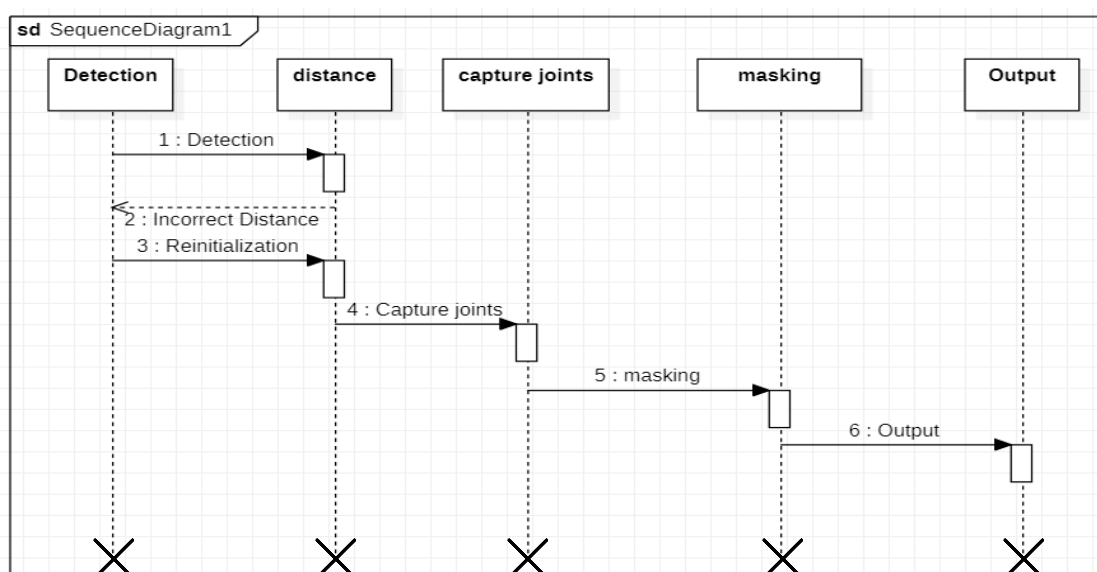 sd SequenceDiagram1
Detection
distance
capture joints
masking
Output
1 : Detection
2 : Incorrect Distance
3 : Reinitialization
4 : Capture joints
5 : masking
6 : Output